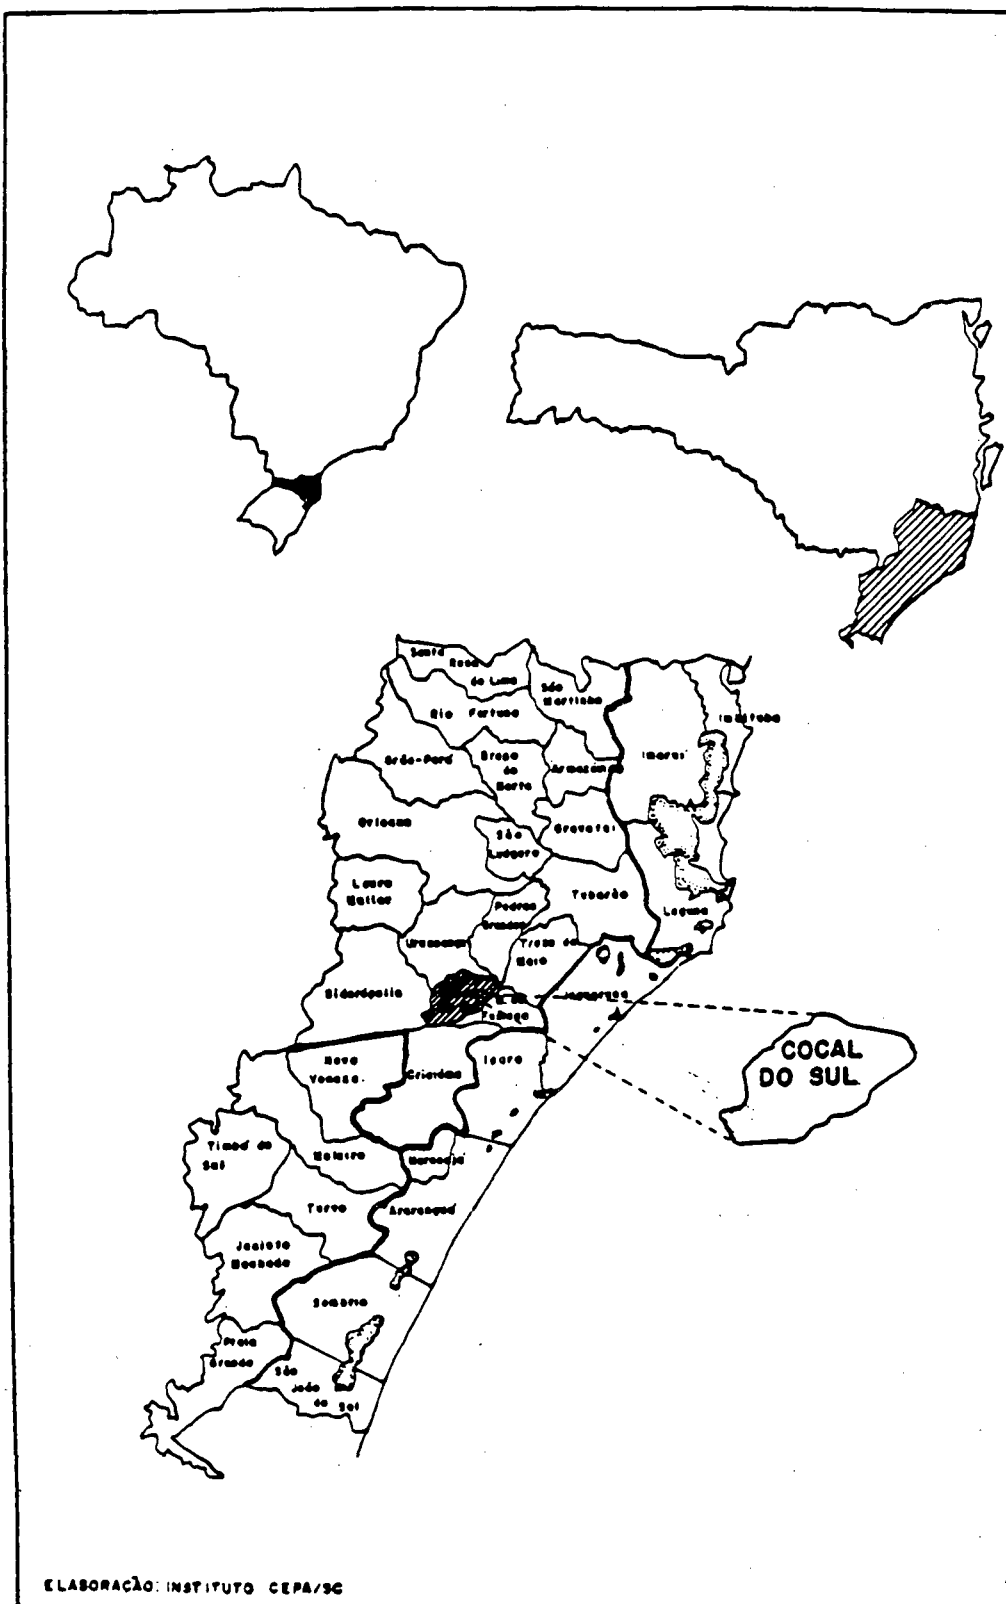 Santa
Rosa
de Lima
São
Martinho
Rio Fortuna
Imbituba
Imaruí
Grão-Pará
Braço
do
Norte
Armazém
Orleans
São
Ludgero
Gravatal
Lauro
Muller
Tubarão
Pedras
Grandes
Laguna
Urussanga
Treze de
Maio
Siderópolis
Jaguaruna
COCAL
DO SUL
Nova
Veneza
Criciúma
Içara
Timbé do
Sul
Meleiro
Maracajá
Turvo
Araranguá
Jacinto
Machado
Sombrio
Praia
Grande
São
João do
Sul
ELABORAÇÃO: INSTITUTO CEPA/SC